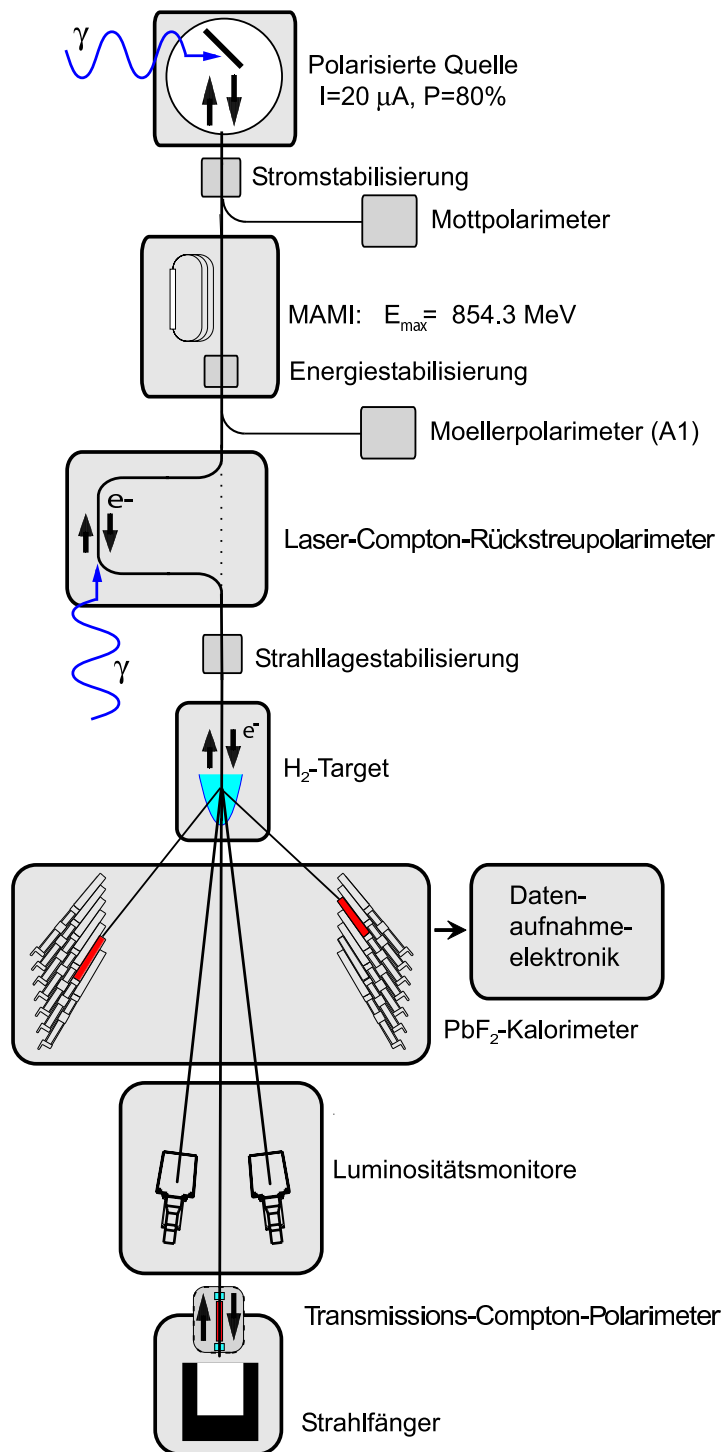 γ
Polarisierte Quelle
I=20 μA, P=80%
Stromstabilisierung
Mottpolarimeter
MAMI: Emax= 854.3 MeV
Energiestabilisierung
Moellerpolarimeter (A1)
e-
Laser-Compton-Rückstreupolarimeter
γ
Strahllagestabilisierung
e-
H2-Target
Daten-
aufnahme-
elektronik
PbF2-Kalorimeter
Luminositätsmonitore
Transmissions-Compton-Polarimeter
Strahlfänger